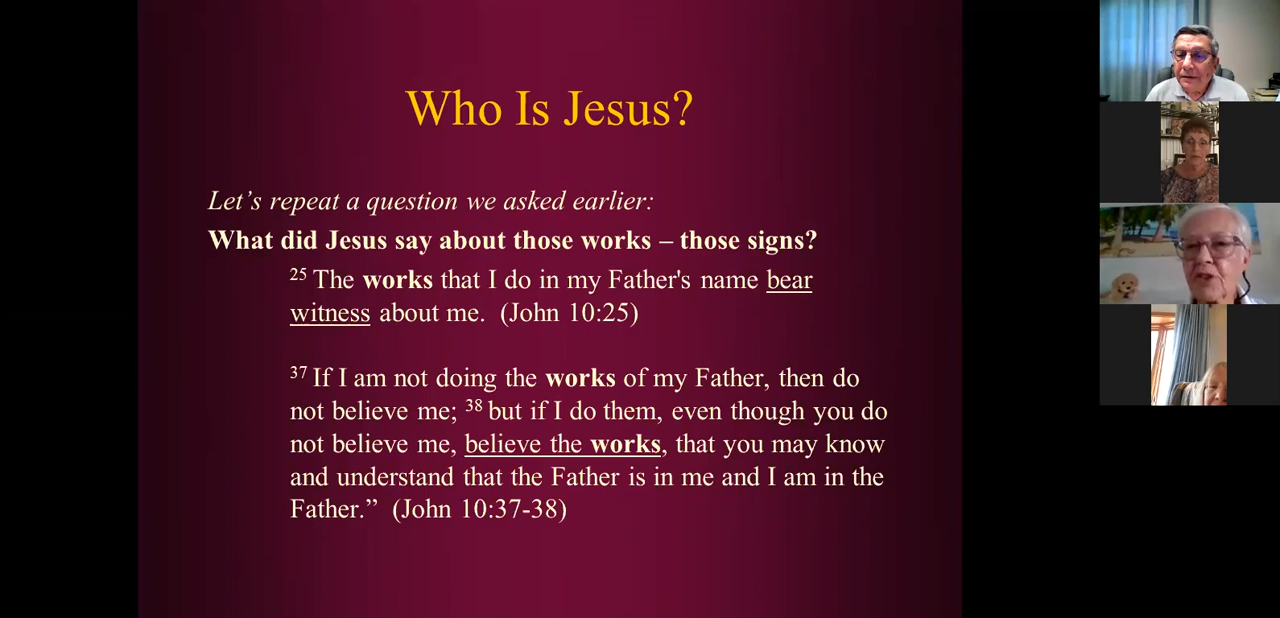 Who Is Jesus?
Let’s repeat a question we asked earlier:
What did Jesus say about those works – those signs?
25 The works that I do in my Father's name bear
witness about me.  (John 10:25)
37 If I am not doing the works of my Father, then do
not believe me; 38 but if I do them, even though you do
not believe me, believe the works, that you may know
and understand that the Father is in me and I am in the
Father.”  (John 10:37-38)